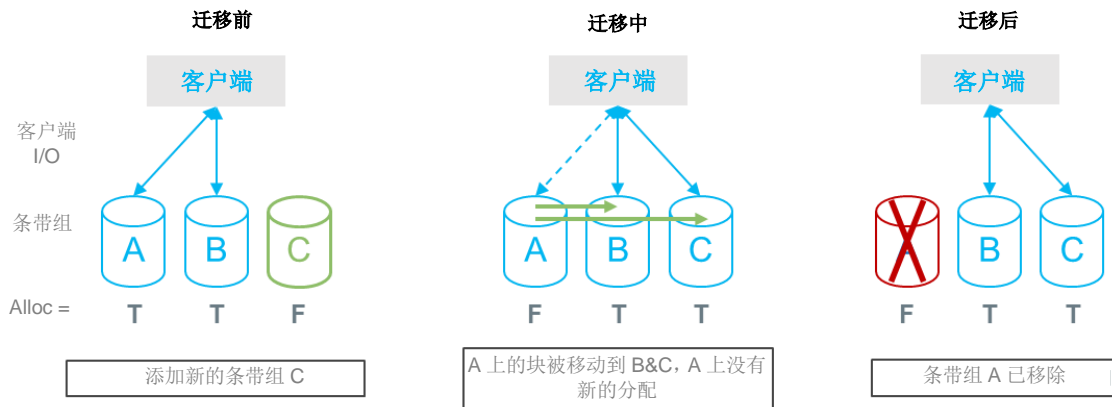 迁移前
迁移中
迁移后
客户端
客户端
客户端
客户端
I/O
条带组
A
B
C
A
B
C
B
C
Alloc =
T
T
F
F
T
T
F
T
T
添加新的条带组 C
A 上的块被移动到 B&C，A 上没有
新的分配
条带组 A 已移除